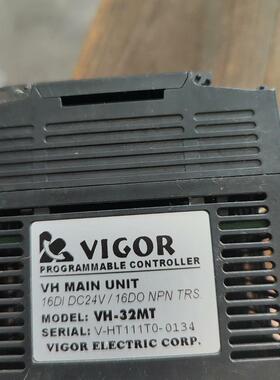 VIGOR
PROGRAMMABLE CONTROLLER
VH MAIN UNIT
16DI DC24V / 16DO NPN TRS.
MODEL: VH-32MT
SERIAL: V-HT111T0-0134
VIGOR ELECTRIC CORP.